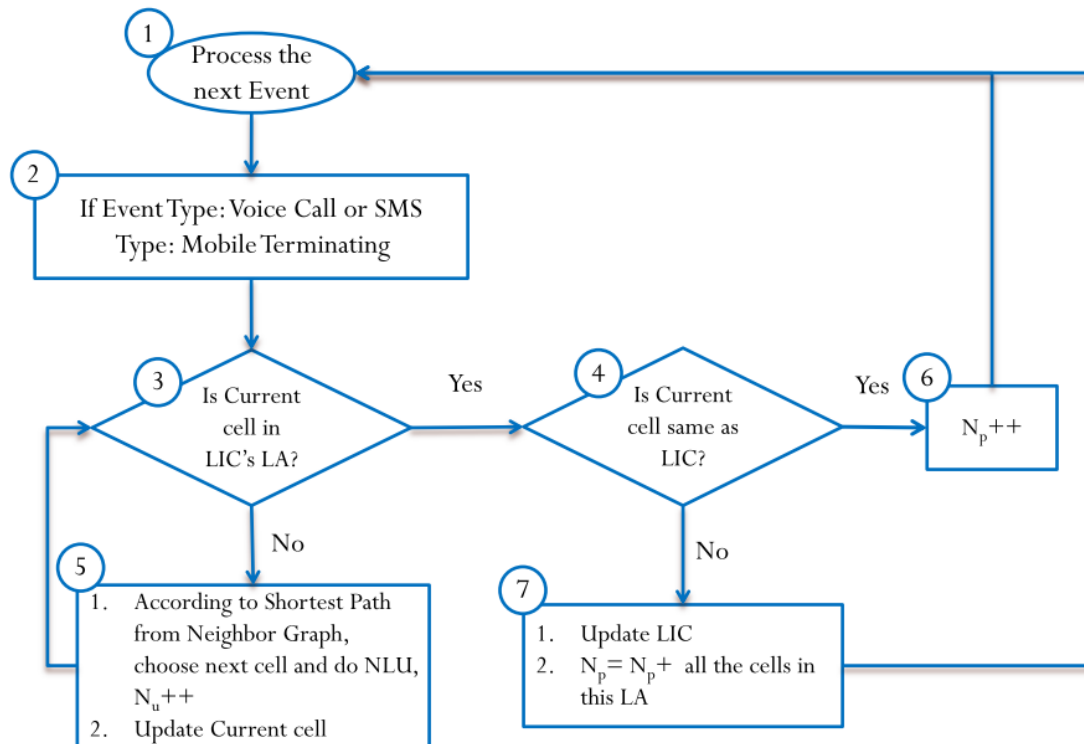 1
Process the
next Event
2
If Event Type: Voice Call or SMS
Type: Mobile Terminating
3
Is Current
cell in
LIC's LA?
Yes
4
Is Current
cell same as
LIC?
Yes
6
Np++
No
5
1. According to Shortest Path
from Neighbor Graph,
choose next cell and do NLU,
Nu++
2. Update Current cell
No
7
1. Update LIC
2. Np= Np+ all the cells in
this LA